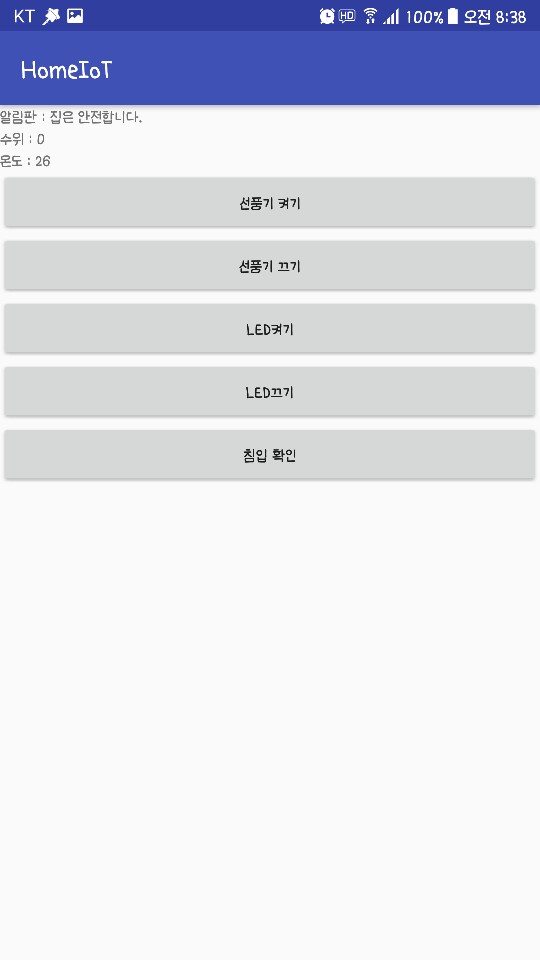 KT HD 100% 오전 8:38
HomeIoT
알림판 : 집은 안전합니다.
수위 : 0
온도 : 26
선풍기 켜기
선풍기 끄기
LED켜기
LED끄기
침입 확인